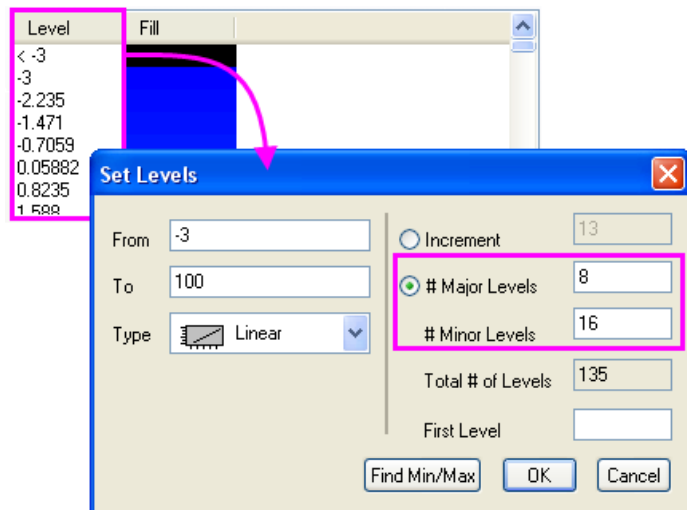 Level Fill
< -3
-3
-2.235
-1.471
-0.7059
0.05882
0.8235
1.588
Set Levels
From -3
To 100
Type Linear
Increment 13
# Major Levels 8
# Minor Levels 16
Total # of Levels 135
First Level
Find Min/Max OK Cancel